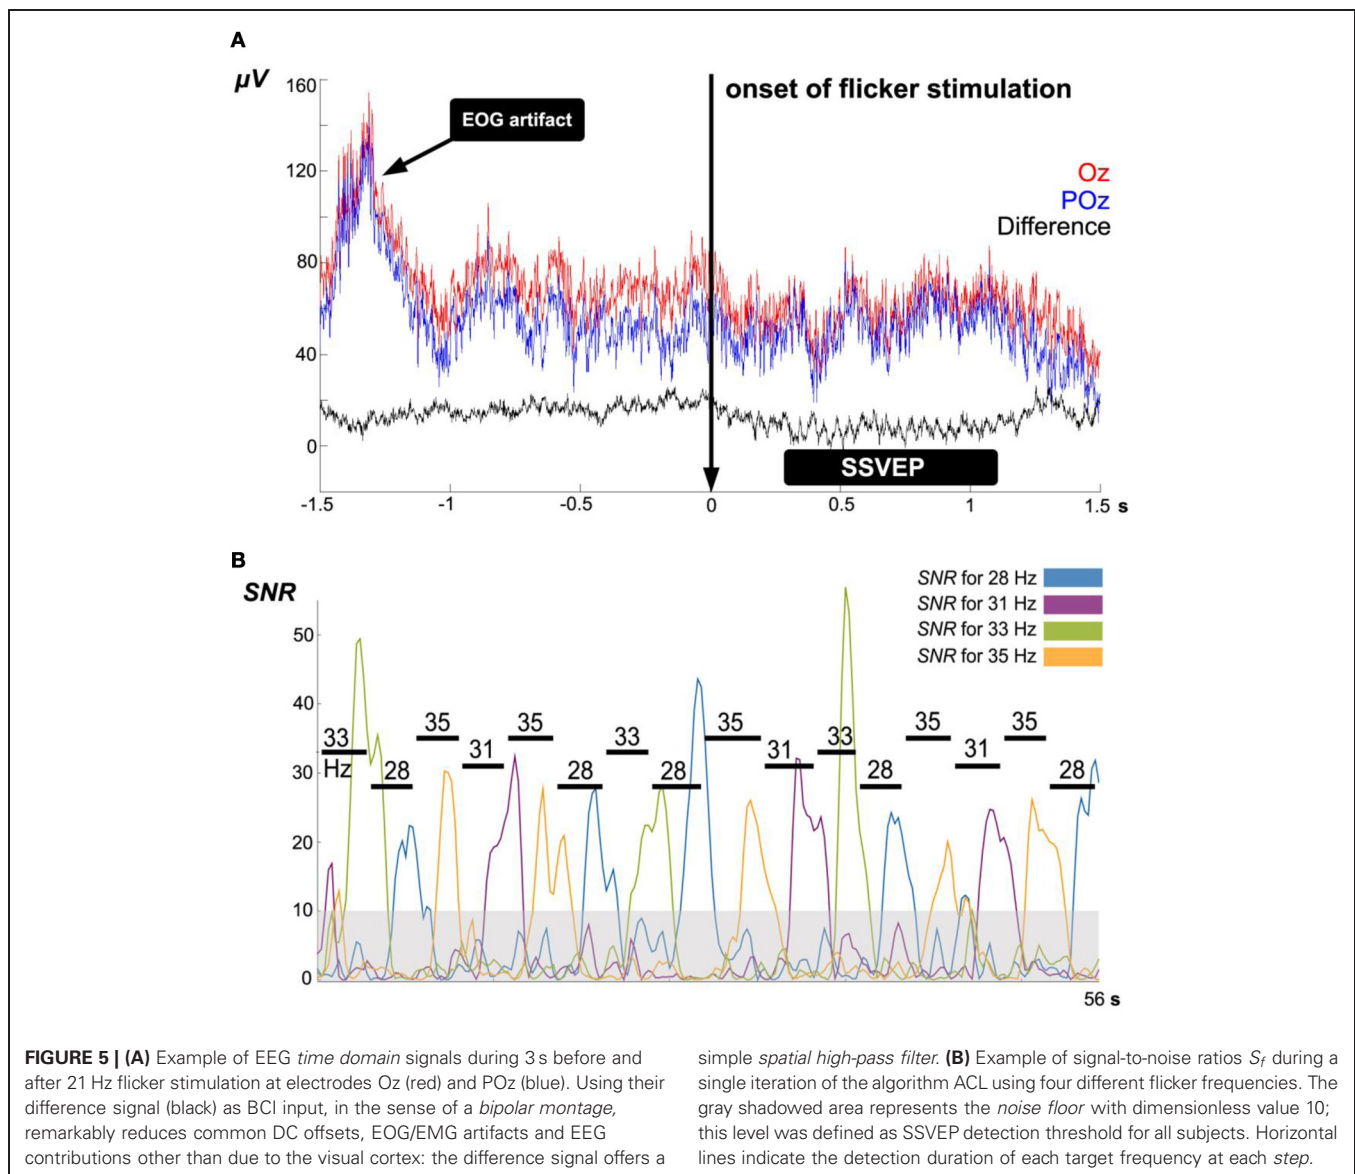 A
µV
160
120
80
40
0
EOG artifact
onset of flicker stimulation
Oz
POz
Difference
SSVEP
-1.5
-1
-0.5
0
0.5
1
1.5 s
B
SNR
50
40
30
20
10
0
SNR for 28 Hz
SNR for 31 Hz
SNR for 33 Hz
SNR for 35 Hz
33
Hz
28
35
31
35
28
33
28
35
31
33
28
35
31
35
28
56 s
FIGURE 5 | (A) Example of EEG time domain signals during 3 s before and
after 21 Hz flicker stimulation at electrodes Oz (red) and POz (blue). Using their
difference signal (black) as BCI input, in the sense of a bipolar montage,
remarkably reduces common DC offsets, EOG/EMG artifacts and EEG
contributions other than due to the visual cortex: the difference signal offers a
simple spatial high-pass filter. (B) Example of signal-to-noise ratios Sf during a
single iteration of the algorithm ACL using four different flicker frequencies. The
gray shadowed area represents the noise floor with dimensionless value 10;
this level was defined as SSVEP detection threshold for all subjects. Horizontal
lines indicate the detection duration of each target frequency at each step.